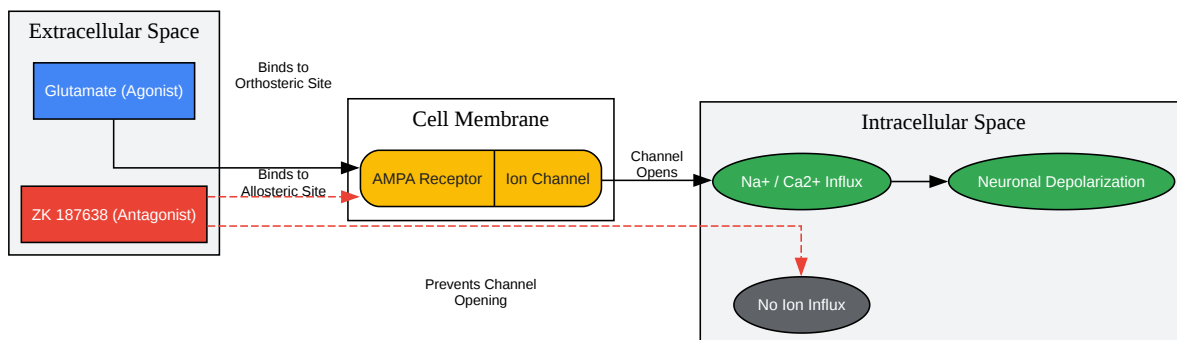 Extracellular Space
Glutamate (Agonist)
ZK 187638 (Antagonist)
Binds to
Orthosteric Site
Binds to
Allosteric Site
Cell Membrane
AMPA Receptor
Ion Channel
Channel
Opens
Prevents Channel
Opening
Intracellular Space
Na+ / Ca2+ Influx
Neuronal Depolarization
No Ion Influx